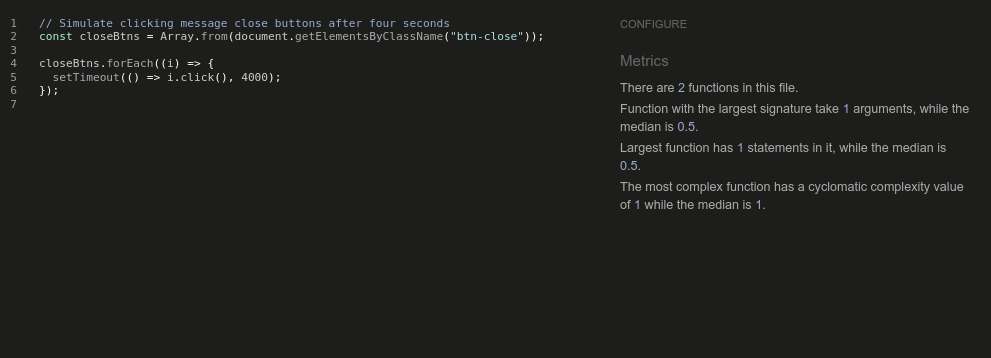 1 // Simulate clicking message close buttons after four seconds
2 const closeBtns = Array.from(document.getElementsByClassName("btn-close"));
3
4 closeBtns.forEach((i) => {
5   setTimeout(() => i.click(), 4000);
6 });
7
CONFIGURE
Metrics
There are 2 functions in this file.
Function with the largest signature take 1 arguments, while the
median is 0.5.
Largest function has 1 statements in it, while the median is
0.5.
The most complex function has a cyclomatic complexity value
of 1 while the median is 1.